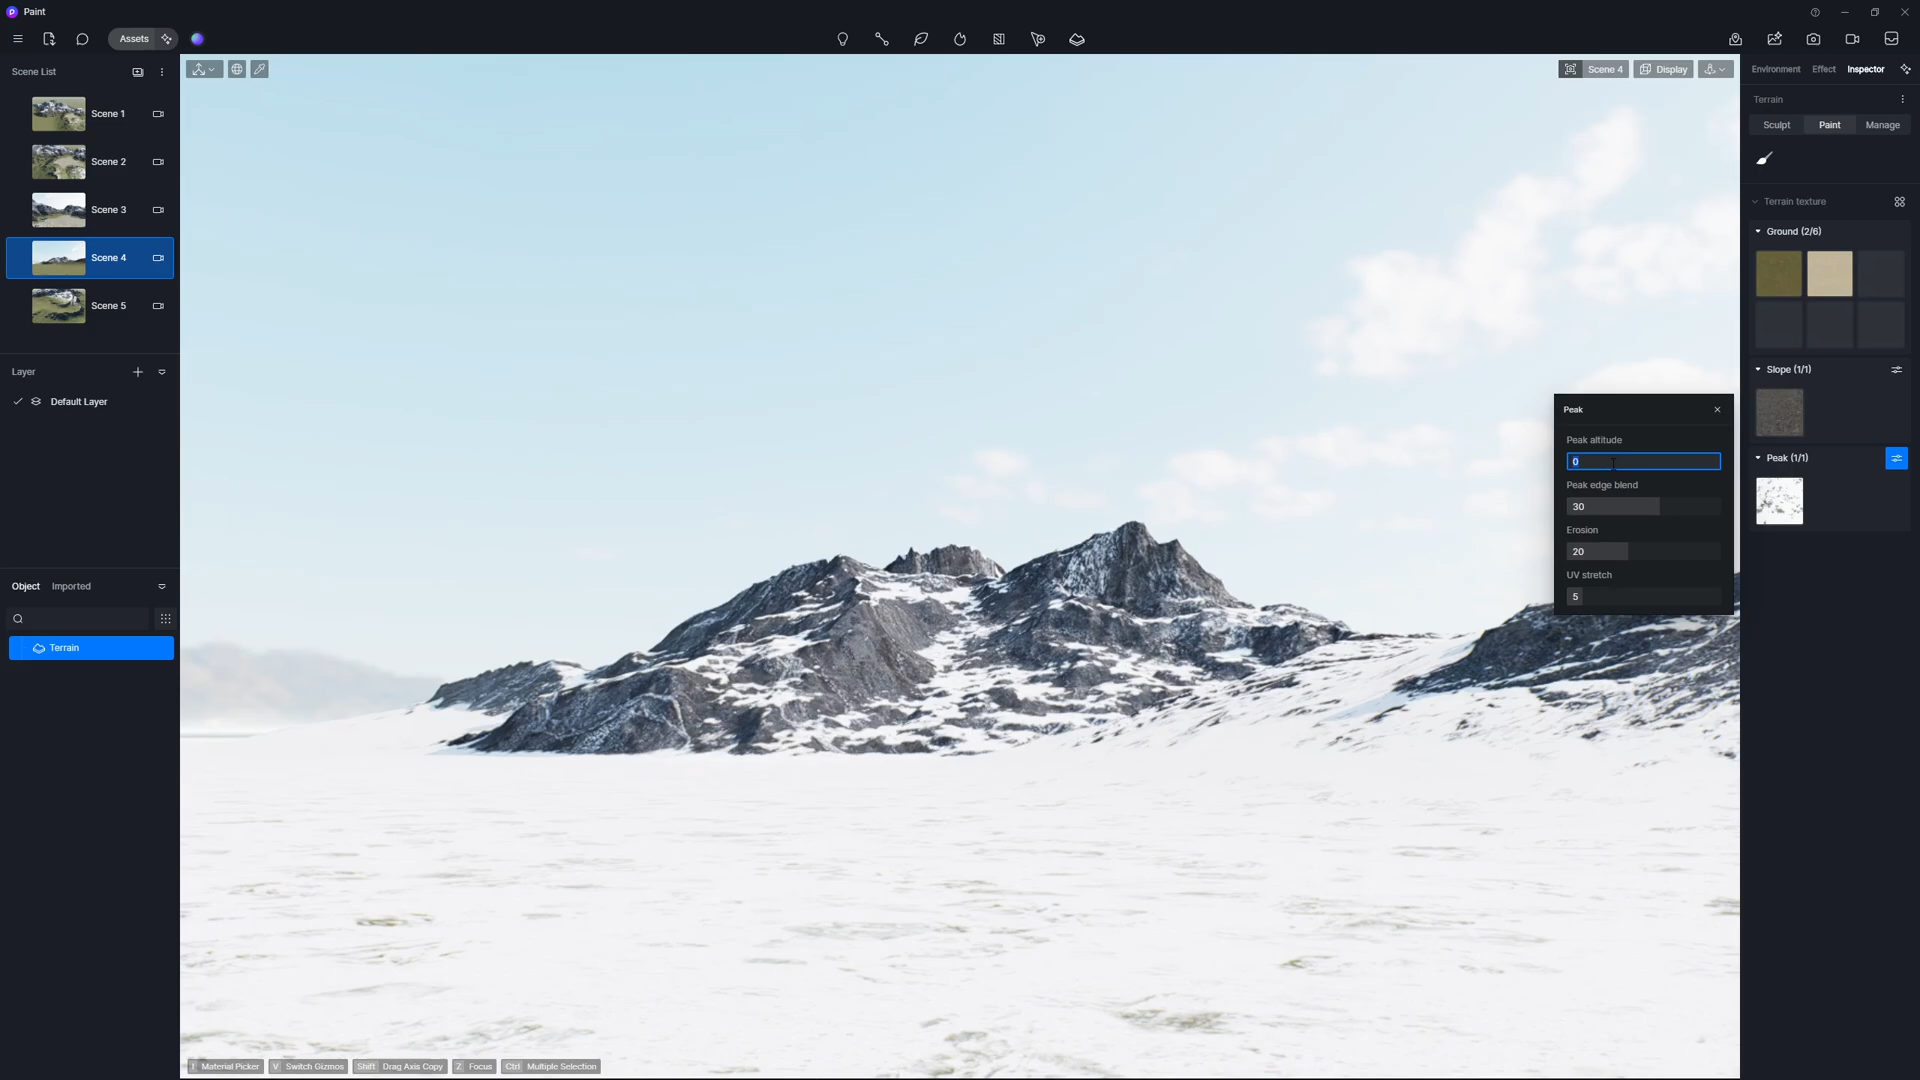 Paint
Assets
Scene List
Scene 1
Scene 2
Scene 3
Scene 4
Scene 5
Layer
Default Layer
Object Imported
Terrain
Scene 4 Display
Environment Effect Inspector
Terrain
Sculpt Paint Manage
Terrain texture
Ground (2/6)
Slope (1/1)
Peak (1/1)
Peak
Peak altitude
0
Peak edge blend
30
Erosion
20
UV stretch
5
I Material Picker V Switch Gizmos Shift Drag Axis Copy Z Focus Ctrl Multiple Selection